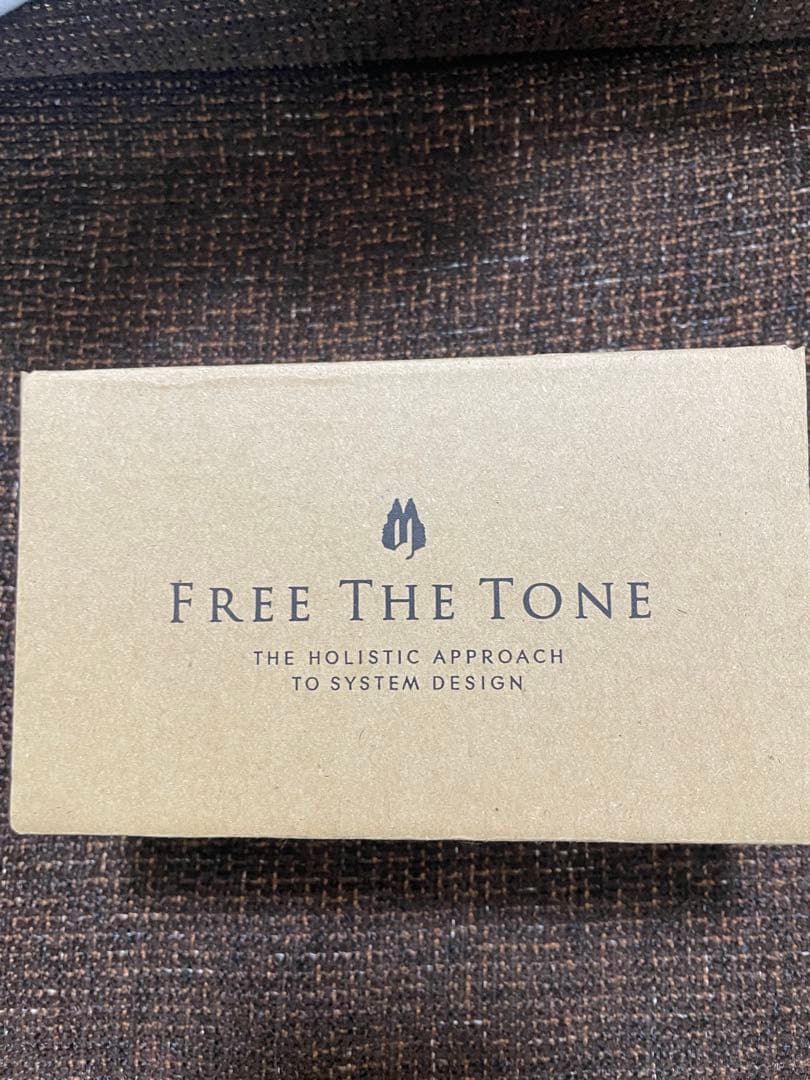 FREE THE TONE
THE HOLISTIC APPROACH
TO SYSTEM DESIGN